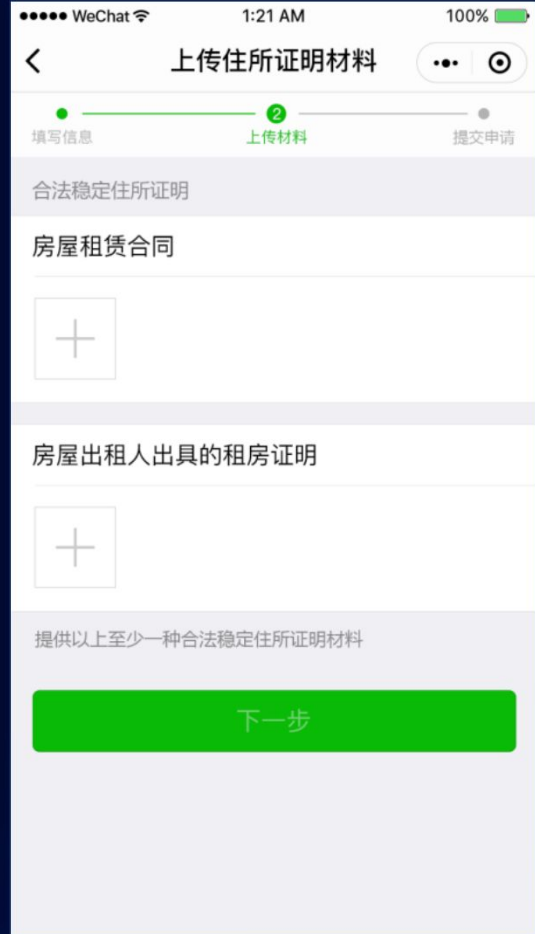 WeChat 1:21 AM 100%
上传住所证明材料
2
填写信息 上传材料 提交申请
合法稳定住所证明
房屋租赁合同
房屋出租人出具的租房证明
提供以上至少一种合法稳定住所证明材料
下一步